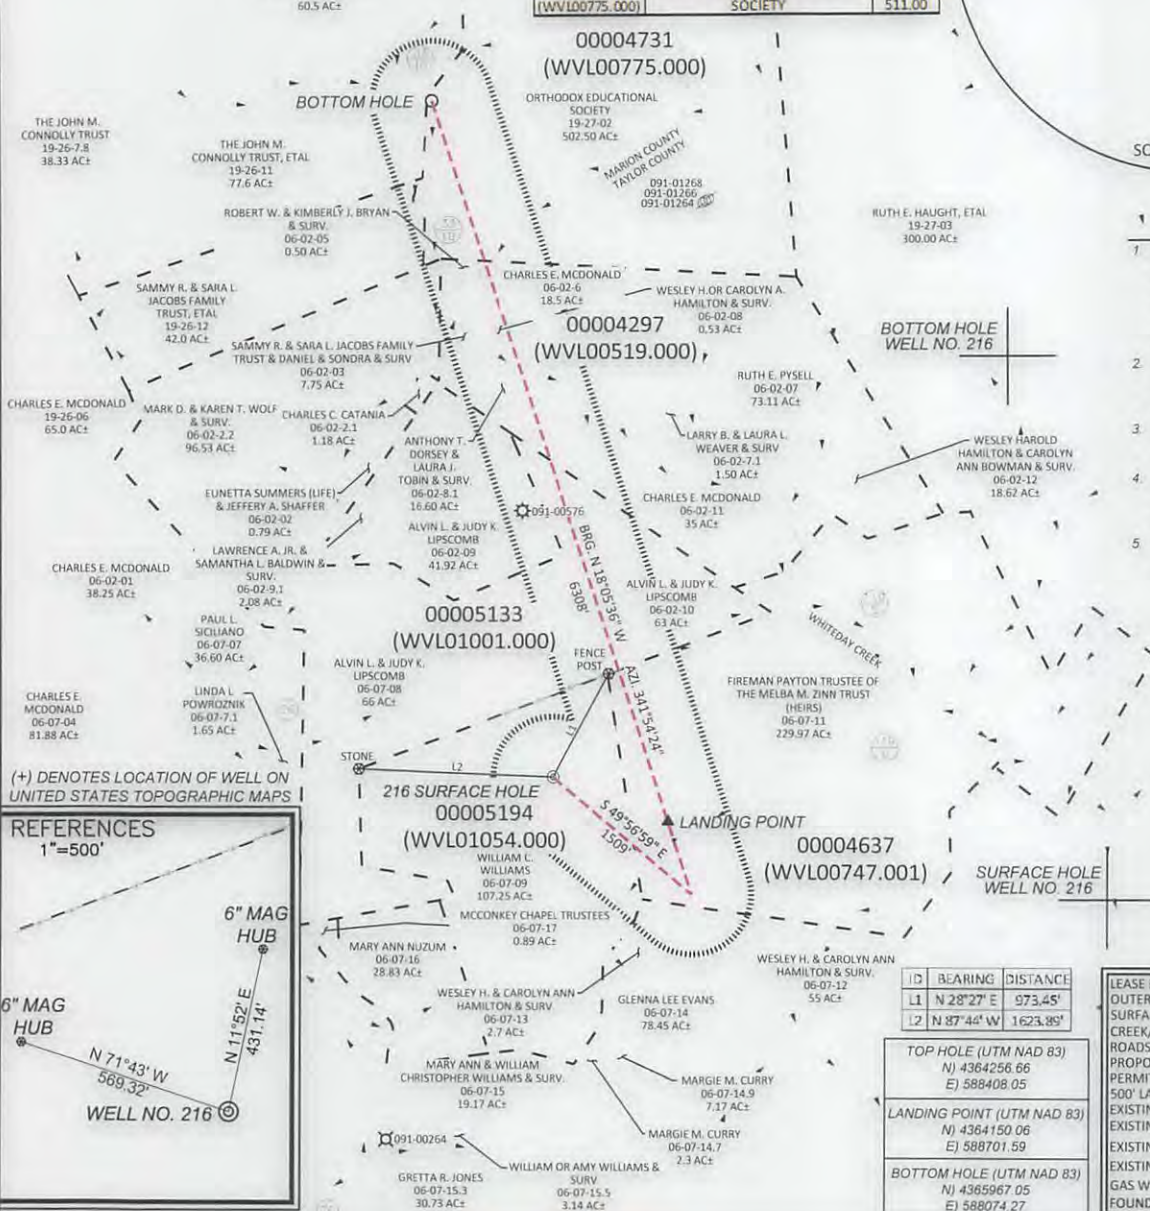 60.5 AC±
(WVL00775.000) SOCIETY 511.00
00004731
(WVL00775.000)
BOTTOM HOLE
ORTHODOX EDUCATIONAL
SOCIETY
19-27-02
502.50 AC±
THE JOHN M.
CONNOLLY TRUST
19-26-7.8
38.33 AC±
THE JOHN M.
CONNOLLY TRUST, ETAL
19-26-11
77.6 AC±
MARION COUNTY
TAYLOR COUNTY
091-01268
091-01266
091-01264
SC
ROBERT W. & KIMBERLY J. BRYAN
& SURV.
06-02-05
0.50 AC±
RUTH E. HAUGHT, ETAL
19-27-03
300.00 AC±
1
SAMMY R. & SARA L.
JACOBS FAMILY
TRUST, ETAL
19-26-12
42.0 AC±
CHARLES E. MCDONALD
06-02-6
18.5 AC±
WESLEY H.OR CAROLYN A.
HAMILTON & SURV.
06-02-08
0.53 AC±
00004297
(WVL00519.000)
BOTTOM HOLE
WELL NO. 216
SAMMY R. & SARA L. JACOBS FAMILY
TRUST & DANIEL & SONDRA & SURV
06-02-03
7.75 AC±
RUTH E. PYSELL
06-02-07
73.11 AC±
2
CHARLES E. MCDONALD
19-26-06
65.0 AC±
MARK D. & KAREN T. WOLF
& SURV.
06-02-2.2
96.53 AC±
CHARLES C. CATANIA
06-02-2.1
1.18 AC±
ANTHONY T.
DORSEY &
LAURA J.
TOBIN & SURV.
06-02-8.1
16.60 AC±
LARRY B. & LAURA L.
WEAVER & SURV
06-02-7.1
1.50 AC±
3
WESLEY HAROLD
HAMILTON & CAROLYN
ANN BOWMAN & SURV.
06-02-12
18.62 AC±
4
EUNETTA SUMMERS (LIFE)
& JEFFERY A. SHAFFER
06-02-02
0.79 AC±
CHARLES E. MCDONALD
06-02-11
35 AC±
091-00576
ALVIN L. & JUDY K.
LIPSCOMB
06-02-09
41.92 AC±
5
LAWRENCE A. JR. &
SAMANTHA L. BALDWIN &
SURV.
06-02-9.1
2.08 AC±
CHARLES E. MCDONALD
06-02-01
38.25 AC±
BRG. N 18°05'36" W
6308'
AZI. 341°54'24"
ALVIN L. & JUDY K.
LIPSCOMB
06-02-10
63 AC±
00005133
(WVL01001.000)
PAUL L.
SICILIANO
06-07-07
36.60 AC±
WHITEDAY CREEK
FENCE
POST
ALVIN L. & JUDY K.
LIPSCOMB
06-07-08
66 AC±
FIREMAN PAYTON TRUSTEE OF
THE MELBA M. ZINN TRUST
(HEIRS)
06-07-11
229.97 AC±
CHARLES E.
MCDONALD
06-07-04
81.88 AC±
LINDA L
POWROZNIK
06-07-7.1
1.65 AC±
L1
STONE
L2
(+) DENOTES LOCATION OF WELL ON
UNITED STATES TOPOGRAPHIC MAPS
216 SURFACE HOLE
00005194
(WVL01054.000)
S 49°56'59" E
1509'
LANDING POINT
00004637
(WVL00747.001)
REFERENCES
1"=500'
WILLIAM C.
WILLIAMS
06-07-09
107.25 AC±
SURFACE HOLE
WELL NO. 216
6" MAG
HUB
MCCONKEY CHAPEL TRUSTEES
06-07-17
0.89 AC±
MARY ANN NUZUM
06-07-16
28.83 AC±
WESLEY H. & CAROLYN ANN
HAMILTON & SURV.
06-07-12
55 AC±
6" MAG
HUB
N 11°52' E
431.14'
WESLEY H. & CAROLYN ANN
HAMILTON & SURV
06-07-13
2.7 AC±
GLENNA LEE EVANS
06-07-14
78.45 AC±
ID BEARING DISTANCE
L1 N 28°27' E 973.45'
L2 N 87°44' W 1623.89'
N 71°43' W
569.32'
WELL NO. 216
MARY ANN & WILLIAM
CHRISTOPHER WILLIAMS & SURV.
06-07-15
19.17 AC±
MARGIE M. CURRY
06-07-14.9
7.17 AC±
MARGIE M. CURRY
06-07-14.7
2.3 AC±
091-00264
WILLIAM OR AMY WILLIAMS &
SURV
06-07-15.5
3.14 AC±
GRETTA R. JONES
06-07-15.3
30.73 AC±
TOP HOLE (UTM NAD 83)
N) 4364256.66
E) 588408.05
LANDING POINT (UTM NAD 83)
N) 4364150.06
E) 588701.59
BOTTOM HOLE (UTM NAD 83)
N) 4365967.05
E) 588074.27
LEASE
OUTER
SURFA
CREEK/
ROADS
PROPO
PERMI
500' LA
EXISTIN
EXISTIN
EXISTIN
EXISTIN
GAS W
FOUND